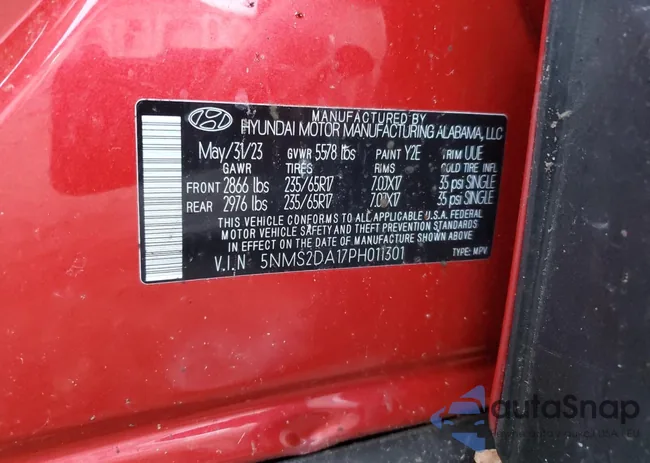 MANUFACTURED BY
HYUNDAI MOTOR MANUFACTURING ALABAMA, LLC
May/31/23 GVWR 5578 lbs PAINT Y2E TRIM UUE
GAWR TIRES RIMS COLD TIRE INFL
FRONT 2866 lbs 235/65R17 7.0JX17 35 psi SINGLE
REAR 2976 lbs 235/65R17 7.0JX17 35 psi SINGLE
THIS VEHICLE CONFORMS TO ALL APPLICABLE U.S.A. FEDERAL
MOTOR VEHICLE SAFETY AND THEFT PREVENTION STANDARDS
IN EFFECT ON THE DATE OF MANUFACTURE SHOWN ABOVE.
V.I.N 5NMS2DA17PH011301 TYPE: MPV
autaSnap